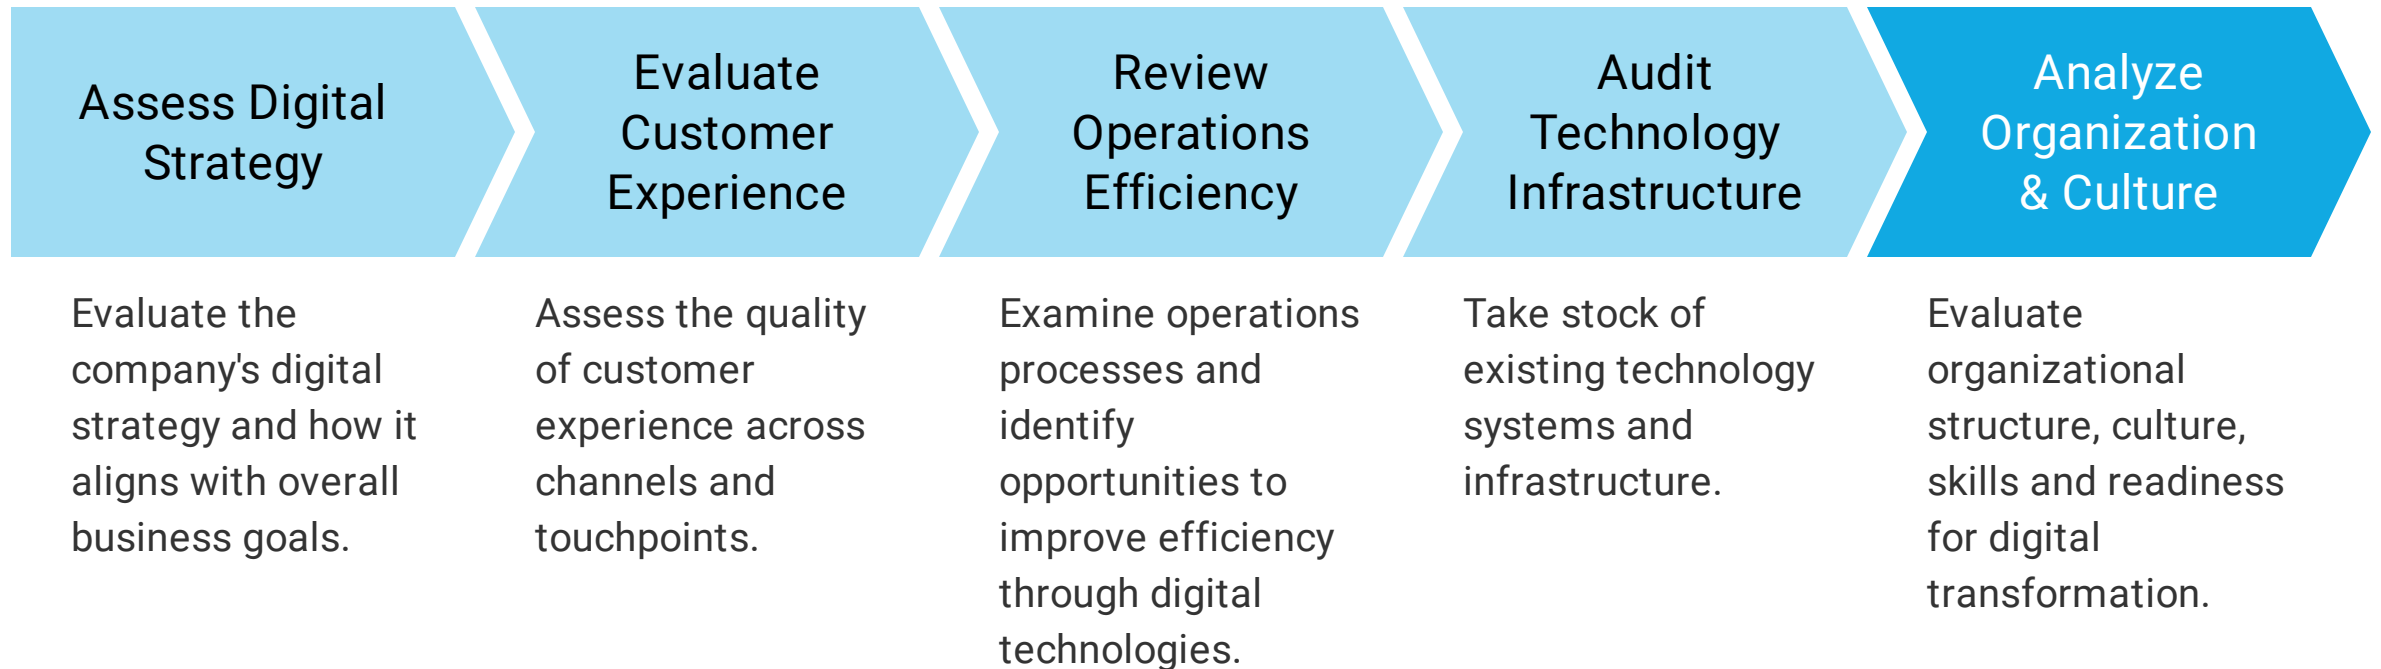 Assess Digital
Strategy
Evaluate
Customer
Experience
Review
Operations
Efficiency
Audit
Technology
Infrastructure
Analyze
Organization
& Culture
Evaluate the
company's digital
strategy and how it
aligns with overall
business goals.
Assess the quality
of customer
experience across
channels and
touchpoints.
Examine operations
processes and
identify
opportunities to
improve efficiency
through digital
technologies.
Take stock of
existing technology
systems and
infrastructure.
Evaluate
organizational
structure, culture,
skills and readiness
for digital
transformation.